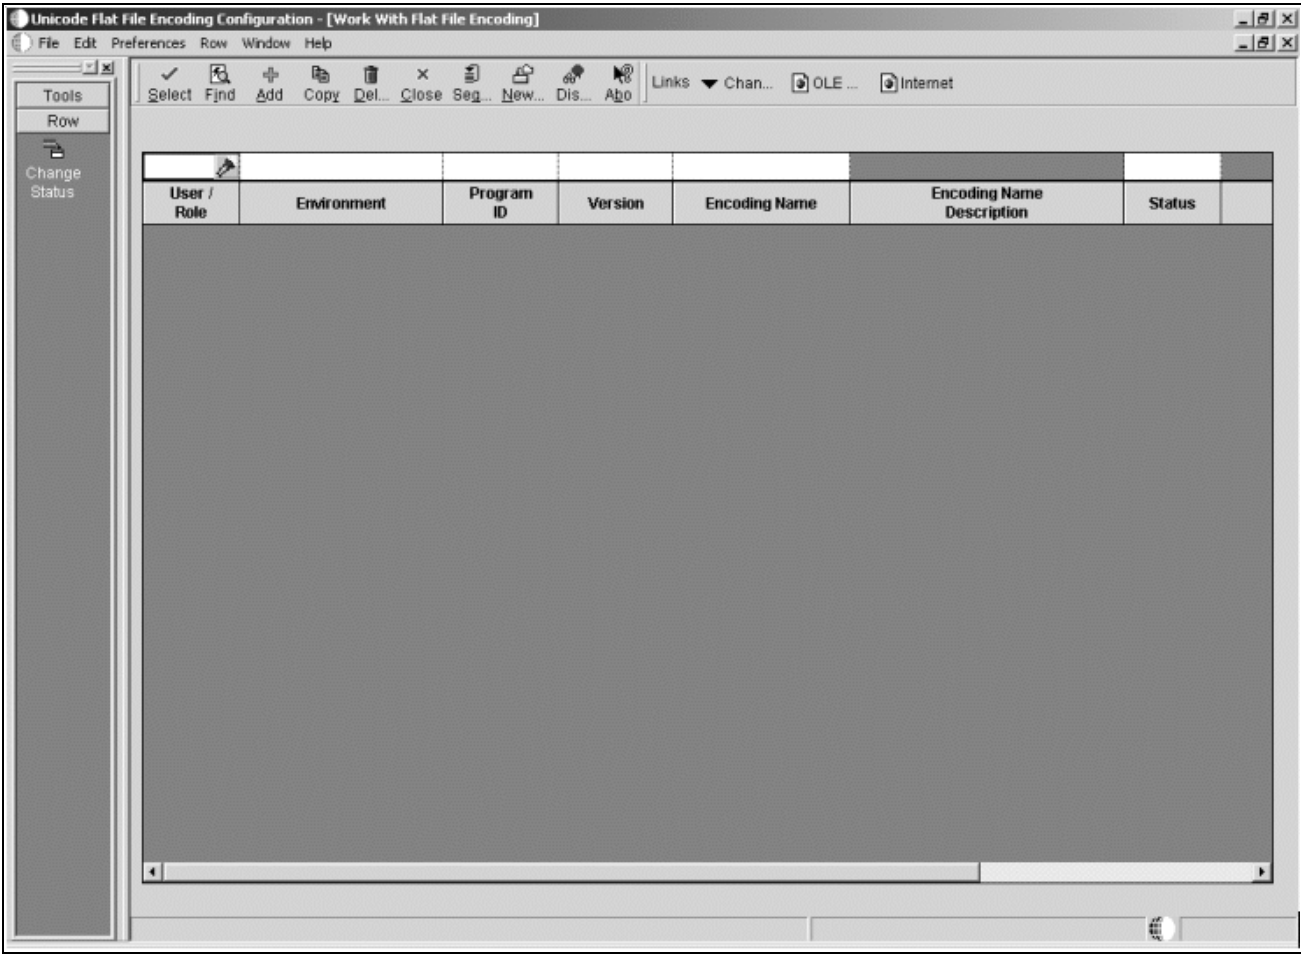 Unicode Flat File Encoding Configuration - [Work With Flat File Encoding]
File Edit Preferences Row Window Help
Tools
Row
Change
Status
Select Find Add Copy Del... Close Seq... New... Dis... Abo Links Chan... OLE ... Internet
User /
Role
Environment
Program
ID
Version
Encoding Name
Encoding Name
Description
Status